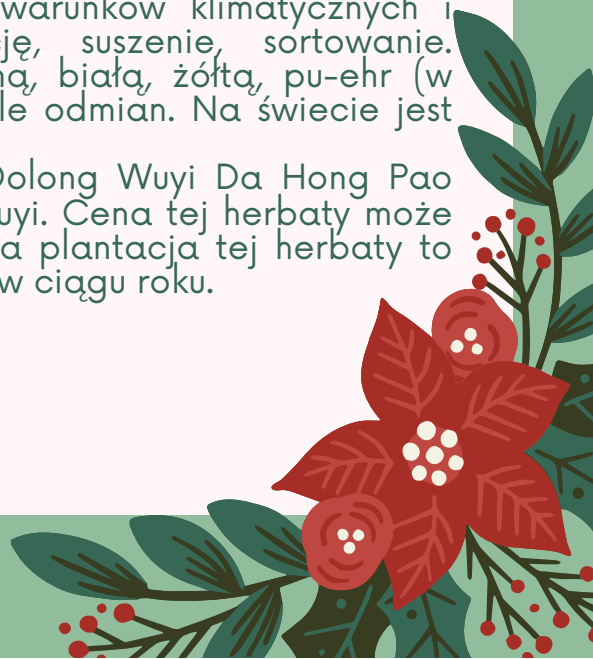 warunków klimatycznych i
ję, suszenie, sortowanie.
ną, białą, żółtą, pu-ehr (w
le odmian. Na świecie jest
Oolong Wuyi Da Hong Pao
uyi. Cena tej herbaty może
a plantacja tej herbaty to
w ciągu roku.